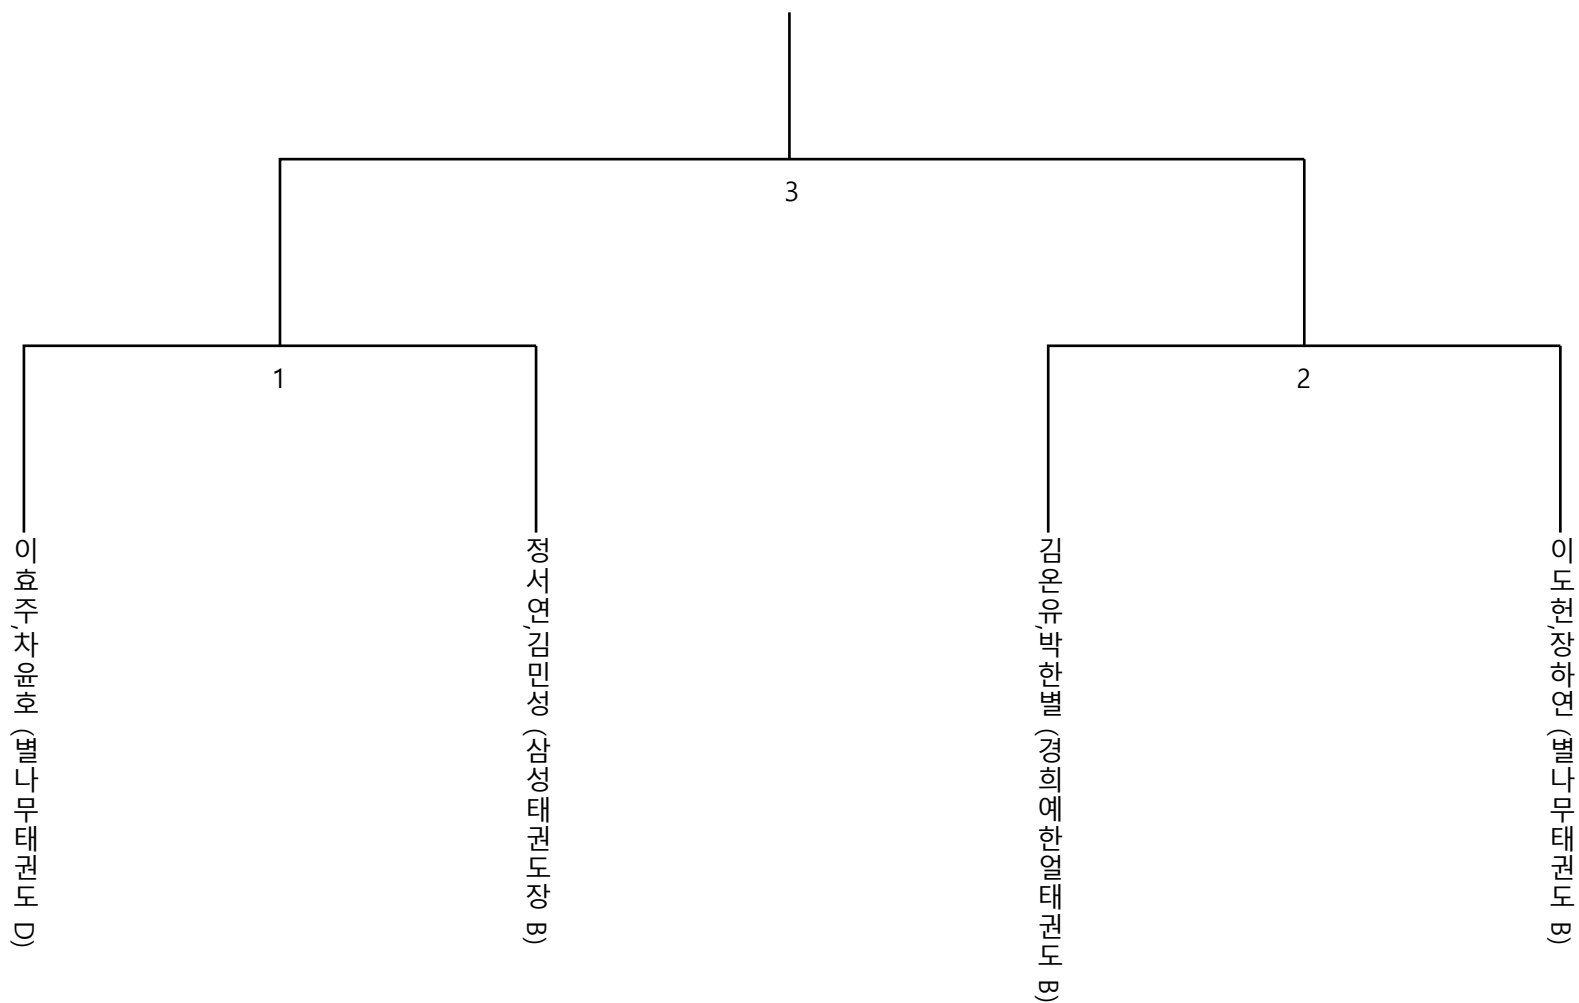 3
1
2
이효주,차윤호 (별나무태권도 D)
정서연,김민성 (삼성태권도장 B)
김온유,박한별 (경희예한얼태권도 B)
이도헌,장하연 (별나무태권도 B)